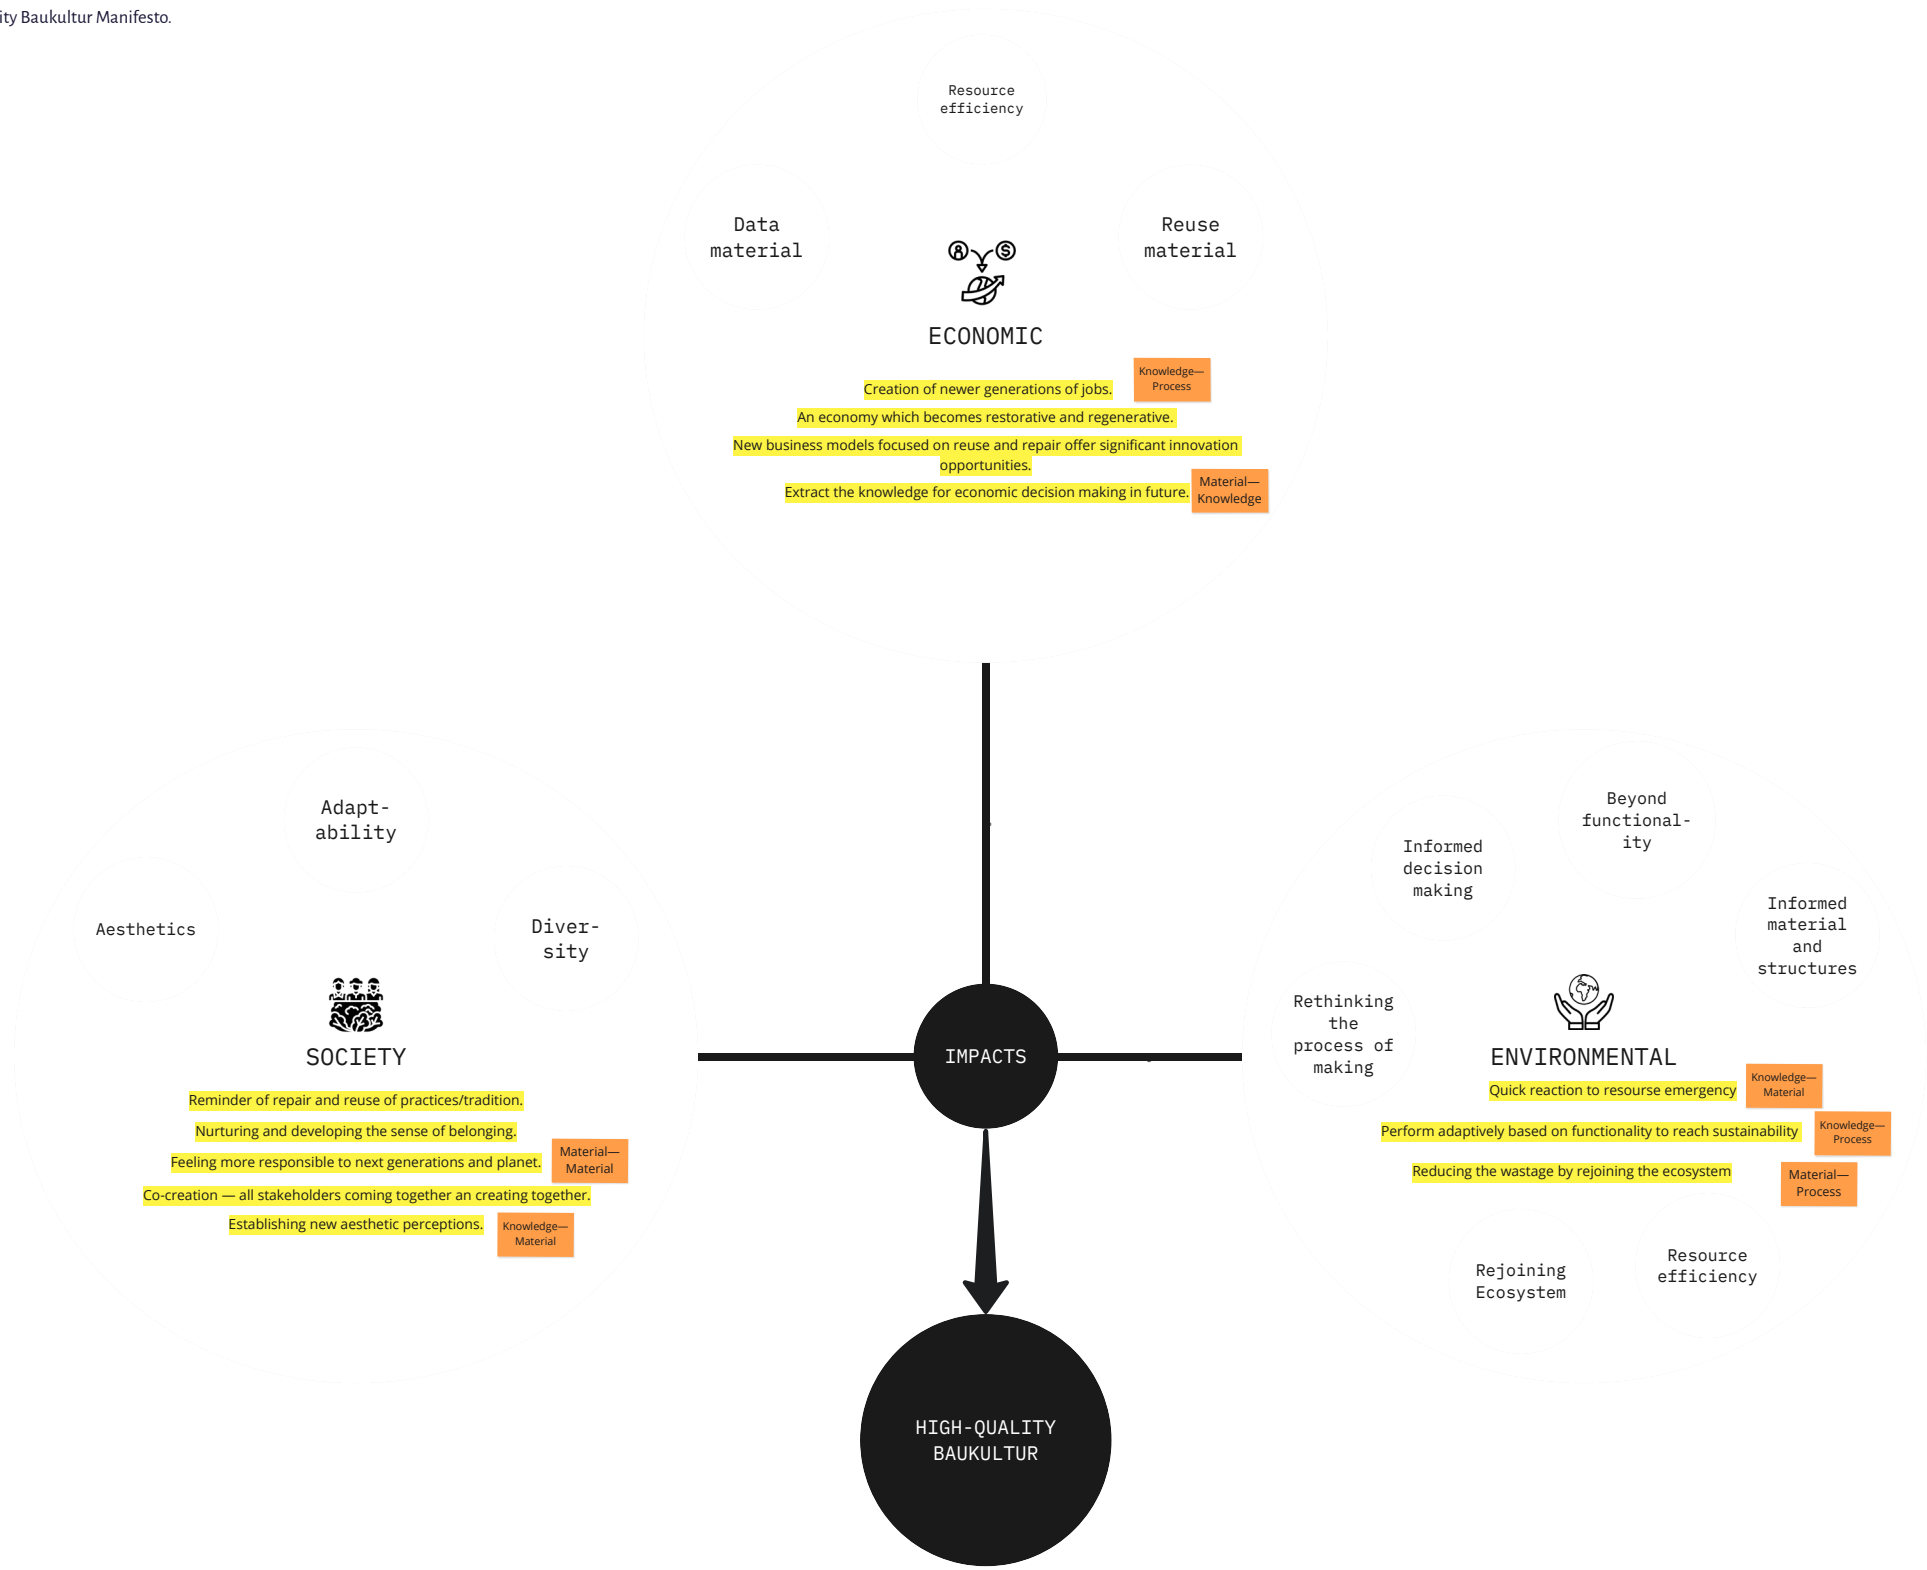 ity Baukultur Manifesto.
Resource
efficiency
Data
material
Reuse
material
ECONOMIC
Creation of newer generations of jobs.
Knowledge—
Process
An economy which becomes restorative and regenerative.
New business models focused on reuse and repair offer significant innovation
opportunities.
Extract the knowledge for economic decision making in future.
Material—
Knowledge
Adapt-
ability
Aesthetics
Diver-
sity
SOCIETY
Reminder of repair and reuse of practices/tradition.
Nurturing and developing the sense of belonging.
Feeling more responsible to next generations and planet.
Material—
Material
Co-creation — all stakeholders coming together an creating together.
Establishing new aesthetic perceptions.
Knowledge—
Material
IMPACTS
Beyond
functional-
ity
Informed
decision
making
Informed
material
and
structures
Rethinking
the
process of
making
ENVIRONMENTAL
Quick reaction to resourse emergency
Knowledge—
Material
Perform adaptively based on functionality to reach sustainability
Knowledge—
Process
Reducing the wastage by rejoining the ecosystem
Material—
Process
Rejoining
Ecosystem
Resource
efficiency
HIGH-QUALITY
BAUKULTUR